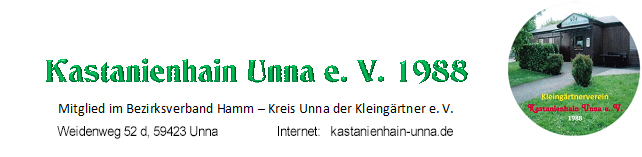 Kastanienhain Unna e. V. 1988
Mitglied im Bezirksverband Hamm – Kreis Unna der Kleingärtner e. V.
Weidenweg 52 d, 59423 Unna Internet: kastanienhain-unna.de
Kleingärtnerverein
Kastanienhain Unna e. V.
1988